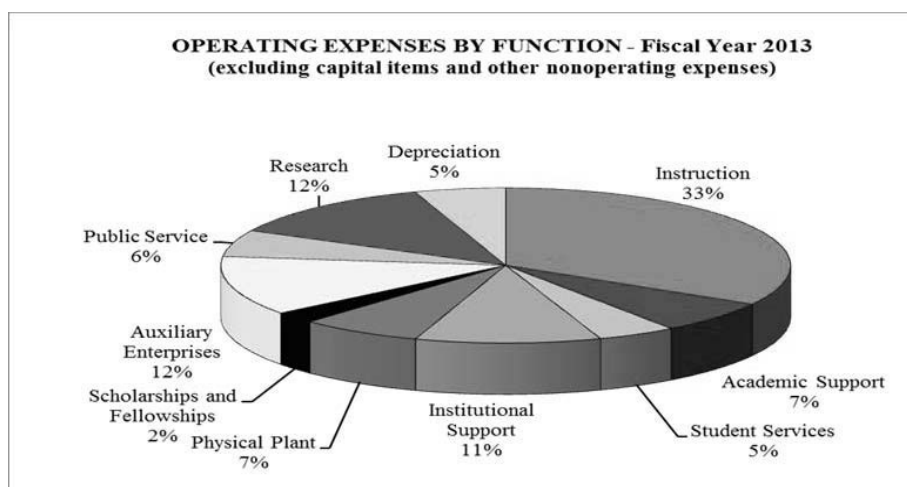 OPERATING EXPENSES BY FUNCTION - Fiscal Year 2013
(excluding capital items and other nonoperating expenses)
Depreciation
5%
Research
12%
Instruction
33%
Public Service
6%
Auxiliary
Enterprises
12%
Scholarships and
Fellowships
2%
Physical Plant
7%
Institutional
Support
11%
Academic Support
7%
Student Services
5%